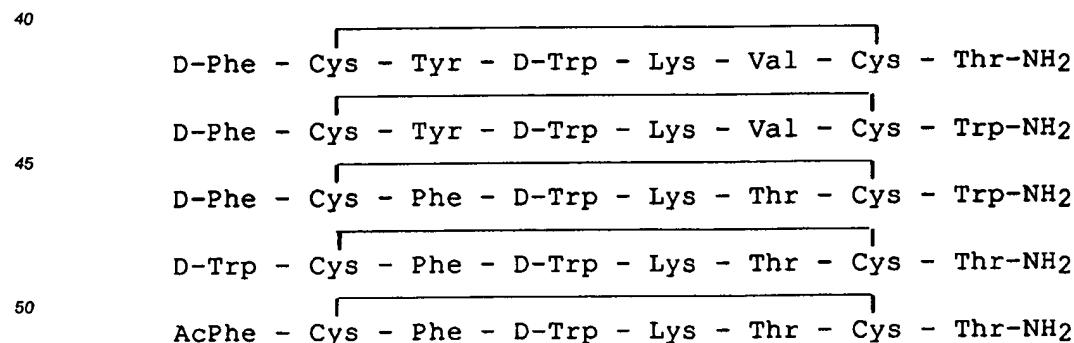 40
D-Phe - Cys - Tyr - D-Trp - Lys - Val - Cys - Thr-NH2
D-Phe - Cys - Tyr - D-Trp - Lys - Val - Cys - Trp-NH2
45
D-Phe - Cys - Phe - D-Trp - Lys - Thr - Cys - Trp-NH2
D-Trp - Cys - Phe - D-Trp - Lys - Thr - Cys - Thr-NH2
50
AcPhe - Cys - Phe - D-Trp - Lys - Thr - Cys - Thr-NH2